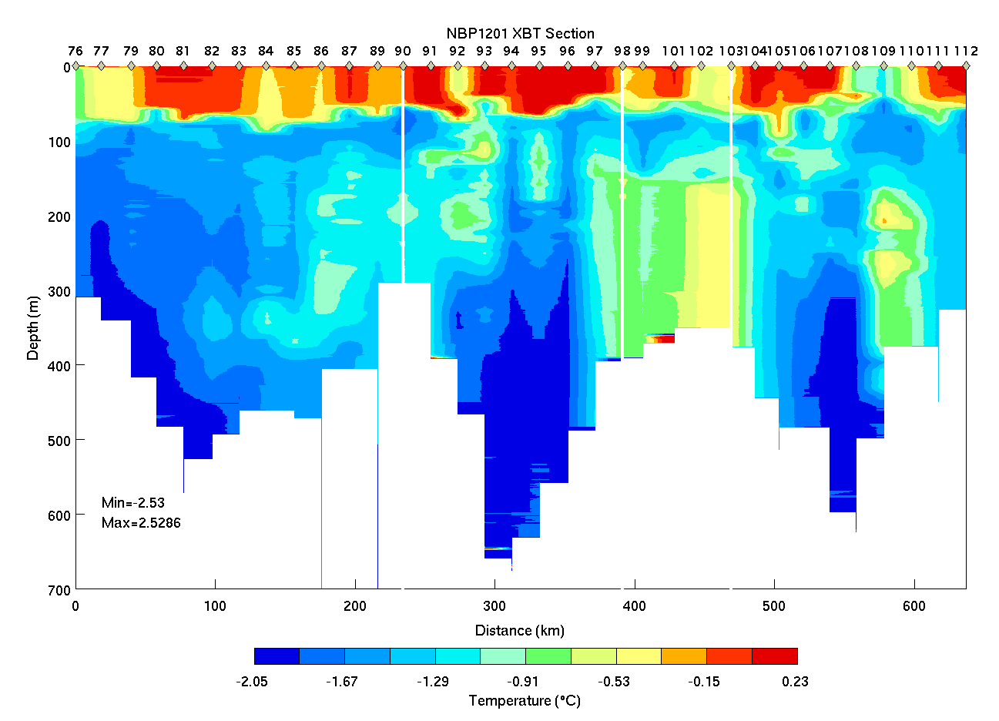 NBP1201 XBT Section
76 77 79 80 81 82 83 84 85 86 87 89 90 91 92 93 94 95 96 97 98 99 101 102 103 104 105 106 107 108 109 110 111 112
0
100
200
300
400
500
600
700
Depth (m)
Min=-2.53
Max=2.5286
0 100 200 300 400 500 600
Distance (km)
-2.05 -1.67 -1.29 -0.91 -0.53 -0.15 0.23
Temperature (°C)